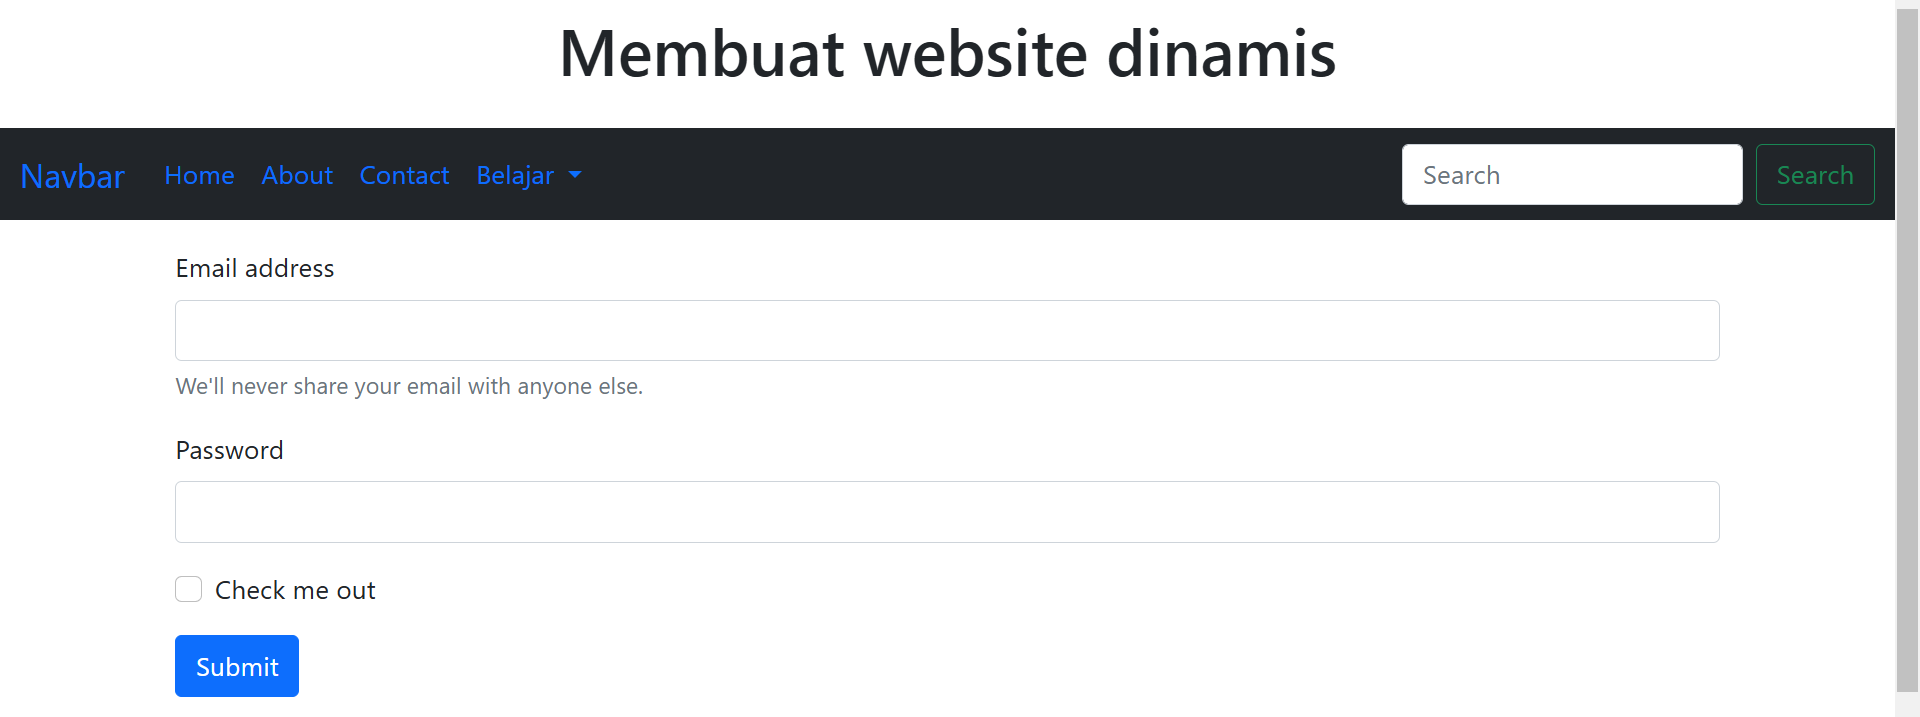 Membuat website dinamis
Navbar Home About Contact Belajar Search Search
Email address
We'll never share your email with anyone else.
Password
Check me out
Submit